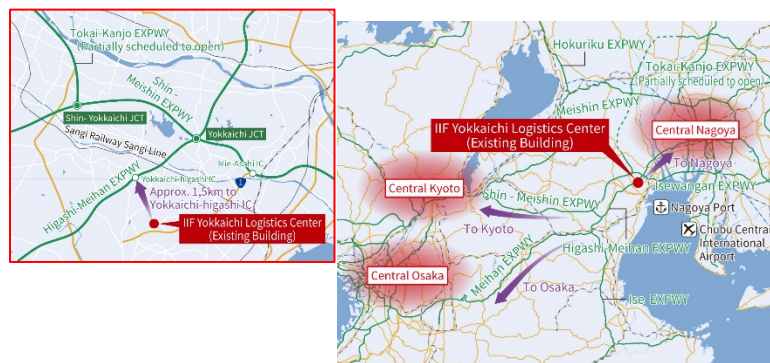 Tokai-Kanjo EXPWY
(Partially scheduled to open)
Shin -
Meishin EXPWY
Shin- Yokkaichi JCT
Yokkaichi JCT
Sangi Railway Sangi-Line
Mie-Asahi IC
Yokkaichi-higashi IC
1
Higashi-Meihan EXPWY
Approx. 1,5km to
Yokkaichi-higashi IC
IIF Yokkaichi Logistics Center
(Existing Building)
Hokuriku EXPWY
Tokai-Kanjo EXPWY
(Partially scheduled to open)
Meishin EXPWY
IIF Yokkaichi Logistics Center
(Existing Building)
Central Nagoya
To Nagoya
Central Kyoto
Shin - Meishin EXPWY
Isewangan EXPWY
Nagoya Port
To Kyoto
Chubu Central
International
Airport
Higashi-Meihan EXPWY
Central Osaka
Meihan EXPWY
To Osaka
Ise EXPWY